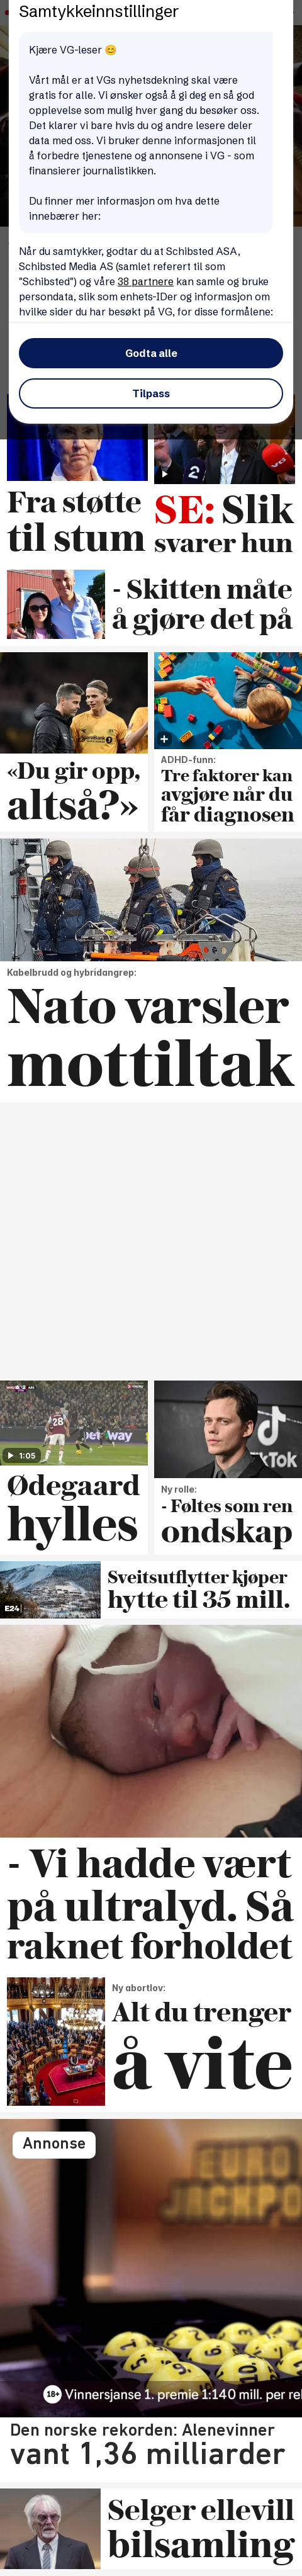 Samtykkeinnstillinger
Kjære VG-leser 😊
Vårt mål er at VGs nyhetsdekning skal være
gratis for alle. Vi ønsker også å gi deg en så god
opplevelse som mulig hver gang du besøker oss.
Det klarer vi bare hvis du og andre lesere deler
data med oss. Vi bruker denne informasjonen til
å forbedre tjenestene og annonsene i VG - som
finansierer journalistikken.
Du finner mer informasjon om hva dette
innebærer her:
Når du samtykker, godtar du at Schibsted ASA,
Schibsted Media AS (samlet referert til som
"Schibsted") og våre 38 partnere kan samle og bruke
persondata, slik som enhets-IDer og informasjon om
hvilke sider du har besøkt på VG, for disse formålene:
Godta alle
Tilpass
2
VG
Fra støtte
til stum
SE: Slik
svarer hun
- Skitten måte
å gjøre det på
«Du gir opp,
altså?»
ADHD-funn:
Tre faktorer kan
avgjøre når du
får diagnosen
Kabelbrudd og hybridangrep:
Nato varsler
mottiltak
28
betway
1:05
Ødegaard
hylles
TikTok
Ny rolle:
- Føltes som ren
ondskap
E24
Sveitsutflytter kjøper
hytte til 35 mill.
- Vi hadde vært
på ultralyd. Så
raknet forholdet
Ny abortlov:
Alt du trenger
å vite
Annonse
EURO
JACKPOT
18+ Vinnersjanse 1. premie 1:140 mill. per rek
Den norske rekorden: Alenevinner
vant 1,36 milliarder
Selger ellevill
bilsamling